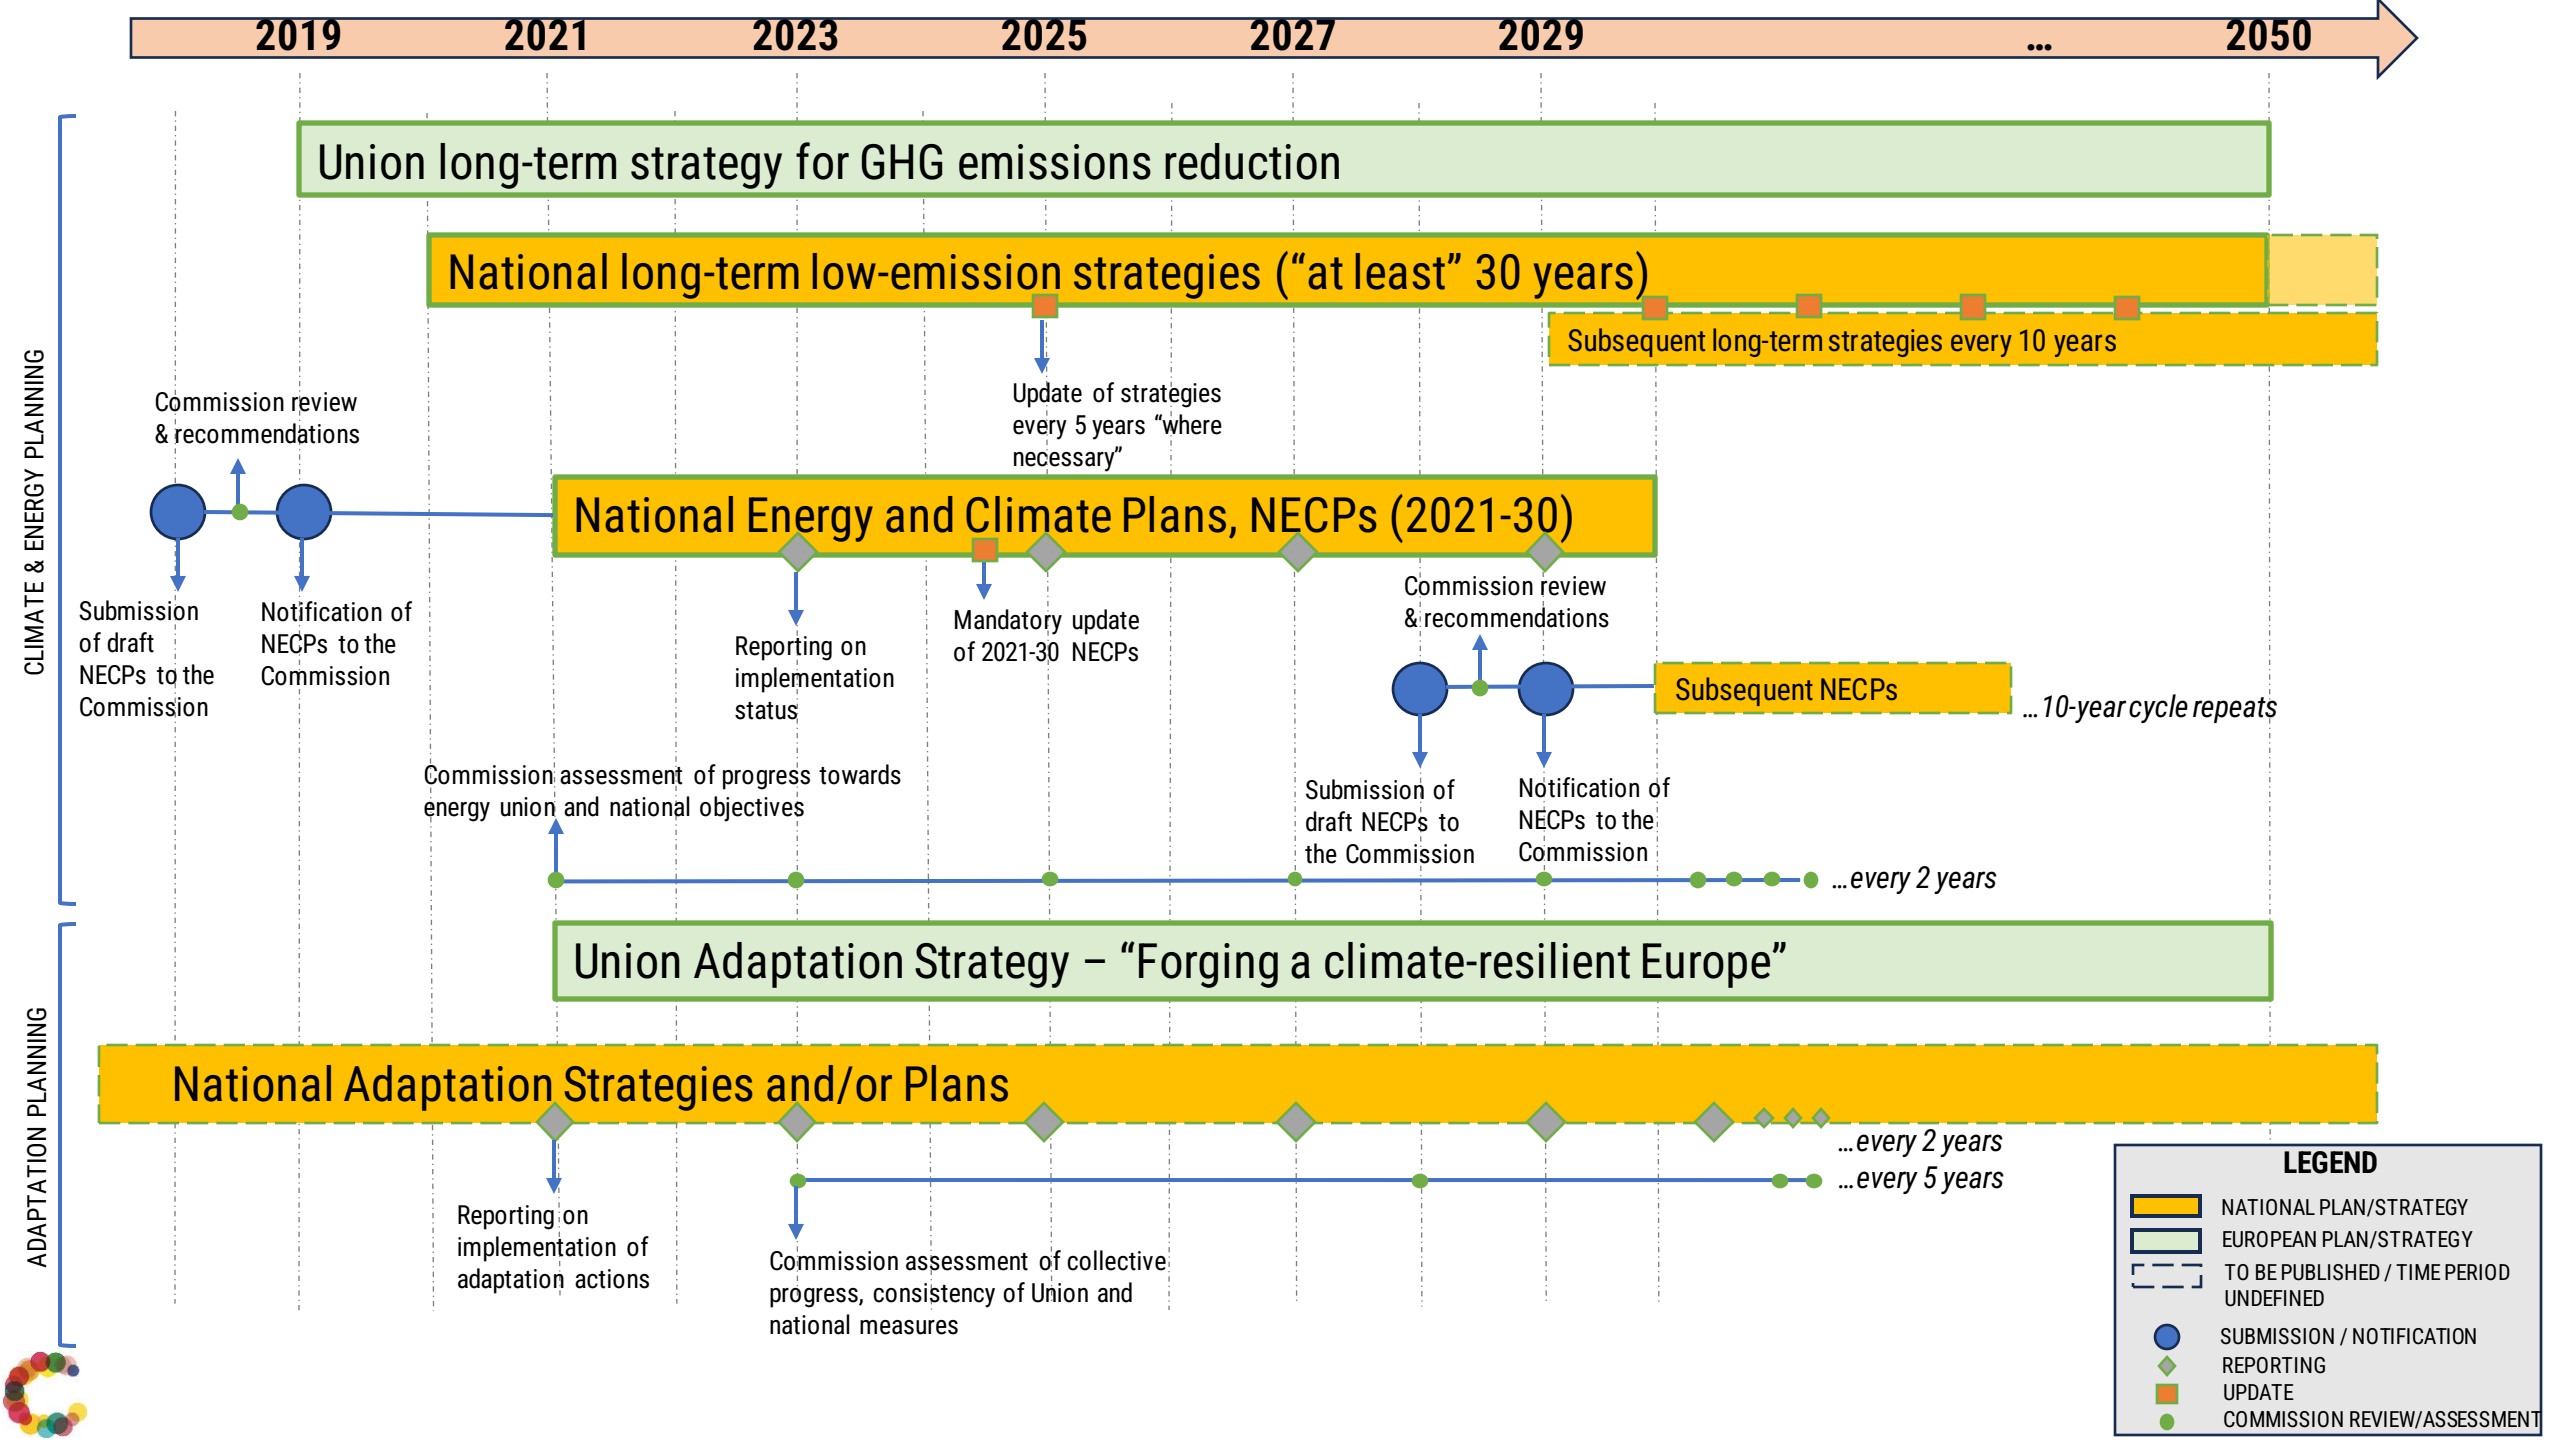 2019 2021 2023 2025 2027 2029 ... 2050
CLIMATE & ENERGY PLANNING
Union long-term strategy for GHG emissions reduction
National long-term low-emission strategies (“at least” 30 years)
Subsequent long-term strategies every 10 years
Update of strategies
every 5 years “where
necessary”
Commission review
& recommendations
National Energy and Climate Plans, NECPs (2021-30)
Submission
of draft
NECPs to the
Commission
Notification of
NECPs to the
Commission
Reporting on
implementation
status
Mandatory update
of 2021-30 NECPs
Commission review
& recommendations
Subsequent NECPs
...10-year cycle repeats
Submission of
draft NECPs to
the Commission
Notification of
NECPs to the
Commission
Commission assessment of progress towards
energy union and national objectives
...every 2 years
ADAPTATION PLANNING
Union Adaptation Strategy – “Forging a climate-resilient Europe”
National Adaptation Strategies and/or Plans
...every 2 years
...every 5 years
Reporting on
implementation of
adaptation actions
Commission assessment of collective
progress, consistency of Union and
national measures
LEGEND
NATIONAL PLAN/STRATEGY
EUROPEAN PLAN/STRATEGY
TO BE PUBLISHED / TIME PERIOD
UNDEFINED
SUBMISSION / NOTIFICATION
REPORTING
UPDATE
COMMISSION REVIEW/ASSESSMENT